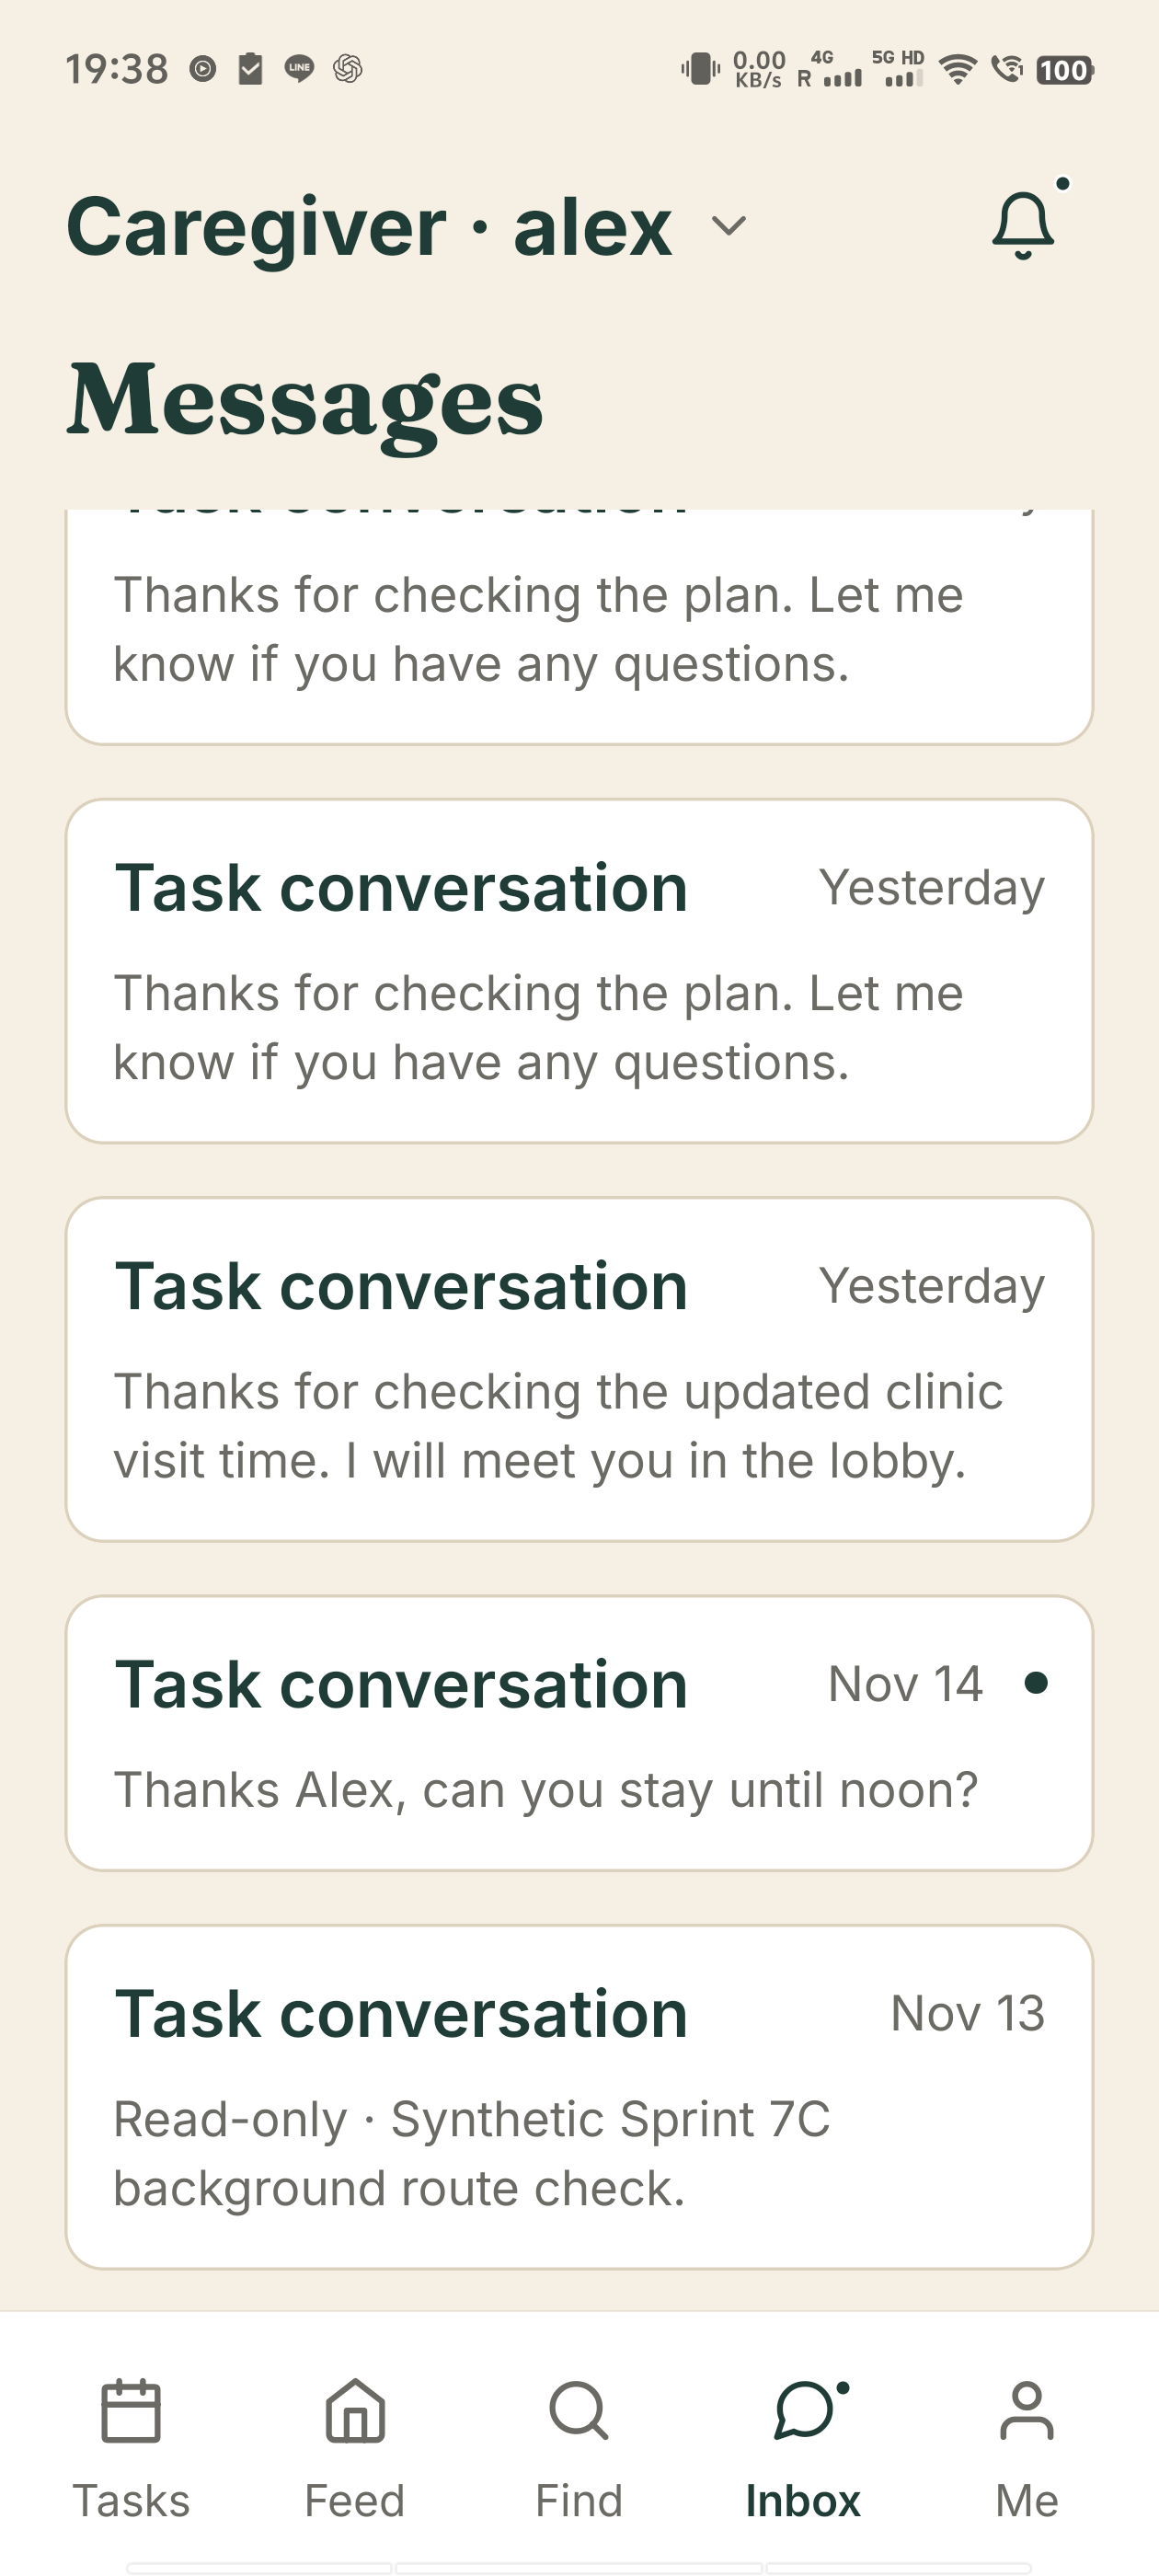 19:38
LINE
0.00
KB/s
R 4G
5G HD
100
Caregiver · alex
Messages
Task conversation
Thanks for checking the plan. Let me
know if you have any questions.
Task conversation Yesterday
Thanks for checking the plan. Let me
know if you have any questions.
Task conversation Yesterday
Thanks for checking the updated clinic
visit time. I will meet you in the lobby.
Task conversation Nov 14
Thanks Alex, can you stay until noon?
Task conversation Nov 13
Read-only · Synthetic Sprint 7C
background route check.
Tasks Feed Find Inbox Me